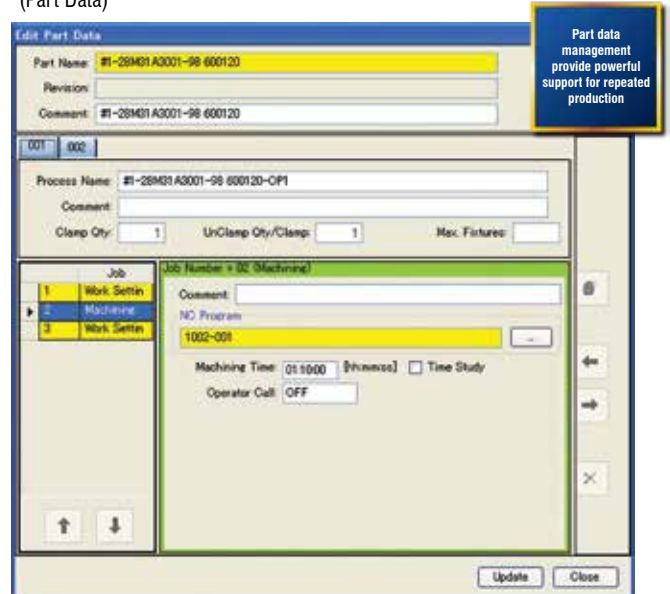 (Part Data)
Edit Part Data
Part data
management
provide powerful
support for repeated
production
Part Name: #1-28M31A3001-98 600120
Revision:
Comment: #1-28M31A3001-98 600120
001 002
Process Name: #1-28M31A3001-98 600120-OP1
Comment:
Clamp Qty: 1 UnClamp Qty/Clamp: 1 Max. Fixtures:
Job
1 Work Settin
2 Machining
3 Work Settin
Job Number = 02 (Machining)
Comment:
NC Program
1002-001 ...
Machining Time: 01:10:00 [hh:mm:ss] Time Study
Operator Call: OFF
Update Close